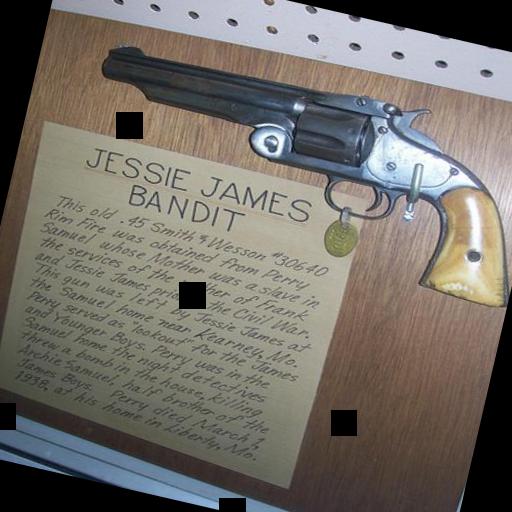 JESSIE JAMES
BANDIT
This old .45 Smith & Wesson #30640
Rim Fire was obtained from Perry
Samuel whose Mother was a slave in
the services of the mother of Frank
and Jessie James prior the Civil War.
This gun was left by Jessie James at
the Samuel home near Kearney, Mo.
Perry served as "lookout" for the James
and Younger Boys. Perry was in the
Samuel home the night detectives
threw a bomb in the house, killing
Archie Samuel, half brother of the
James Boys. Perry died, March 1,
1938, at his home in Liberty, Mo.